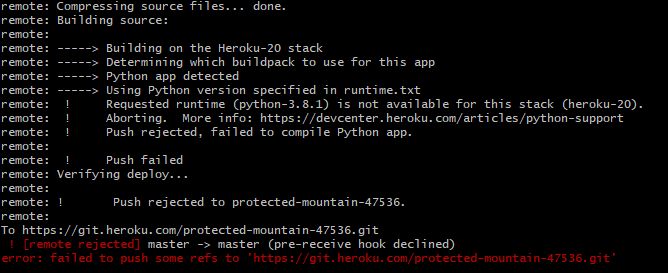 remote: Compressing source files... done.
remote: Building source:
remote:
remote: -----> Building on the Heroku-20 stack
remote: -----> Determining which buildpack to use for this app
remote: -----> Python app detected
remote: -----> Using Python version specified in runtime.txt
remote:  !     Requested runtime (python-3.8.1) is not available for this stack (heroku-20).
remote:  !     Aborting.  More info: https://devcenter.heroku.com/articles/python-support
remote:  !     Push rejected, failed to compile Python app.
remote:
remote:  !     Push failed
remote: Verifying deploy...
remote:
remote: !       Push rejected to protected-mountain-47536.
remote:
To https://git.heroku.com/protected-mountain-47536.git
 ! [remote rejected] master -> master (pre-receive hook declined)
error: failed to push some refs to 'https://git.heroku.com/protected-mountain-47536.git'